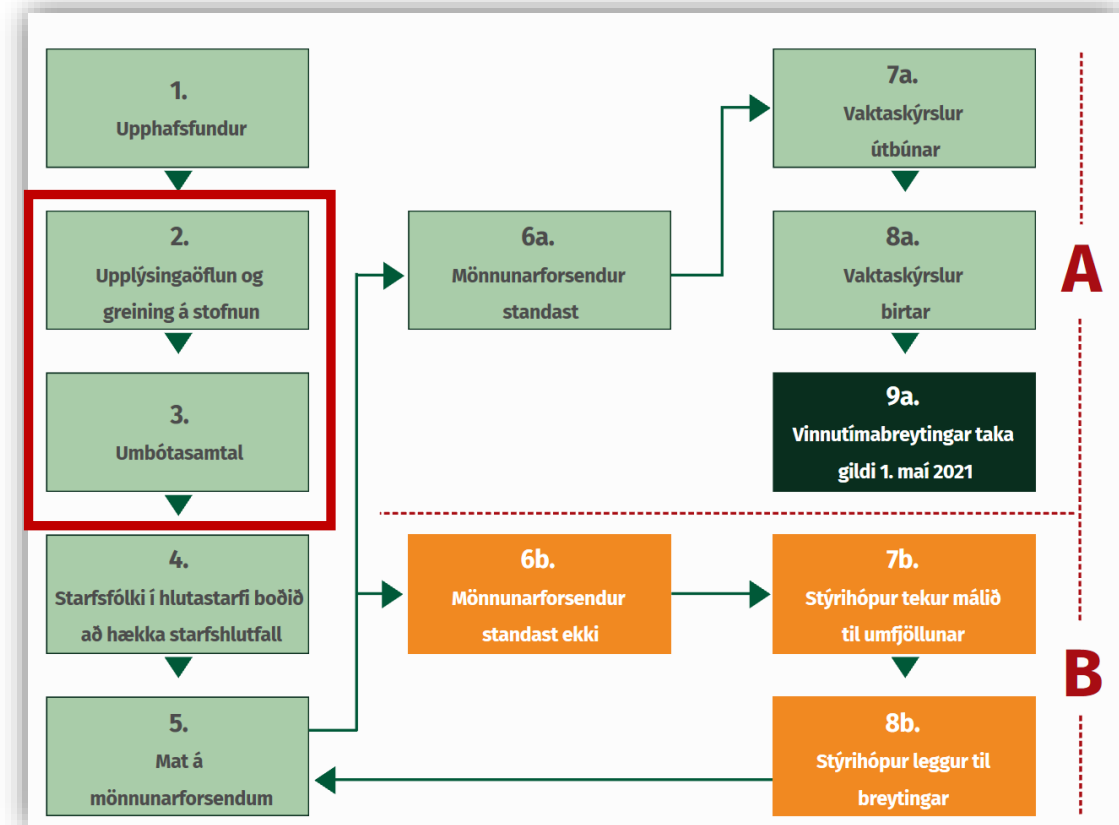 1.
Upphafsfundur
2.
Upplýsingaöflun og
greining á stofnun
3.
Umbótasamtal
4.
Starfsfólki í hlutastarfi boðið
að hækka starfshlutfall
5.
Mat á
mönnunarforsendum
6a.
Mönnunarforsendur
standast
7a.
Vaktaskýrslur
útbúnar
8a.
Vaktaskýrslur
birtar
9a.
Vinnutímabreytingar taka
gildi 1. maí 2021
A
6b.
Mönnunarforsendur
standast ekki
7b.
Stýrihópur tekur málið
til umfjöllunar
8b.
Stýrihópur leggur til
breytingar
B